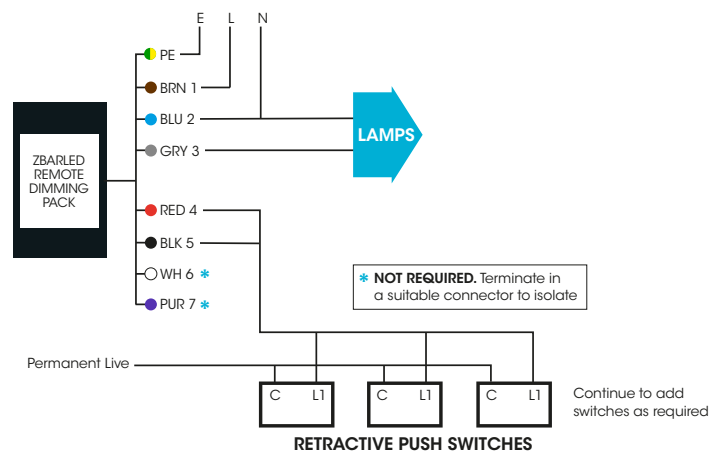 E L N
PE
BRN 1
BLU 2
GRY 3
LAMPS
ZBARLED
REMOTE
DIMMING
PACK
RED 4
BLK 5
WH 6 *
PUR 7 *
* NOT REQUIRED. Terminate in
a suitable connector to isolate
Permanent Live
C L1 C L1 C L1
Continue to add
switches as required
RETRACTIVE PUSH SWITCHES